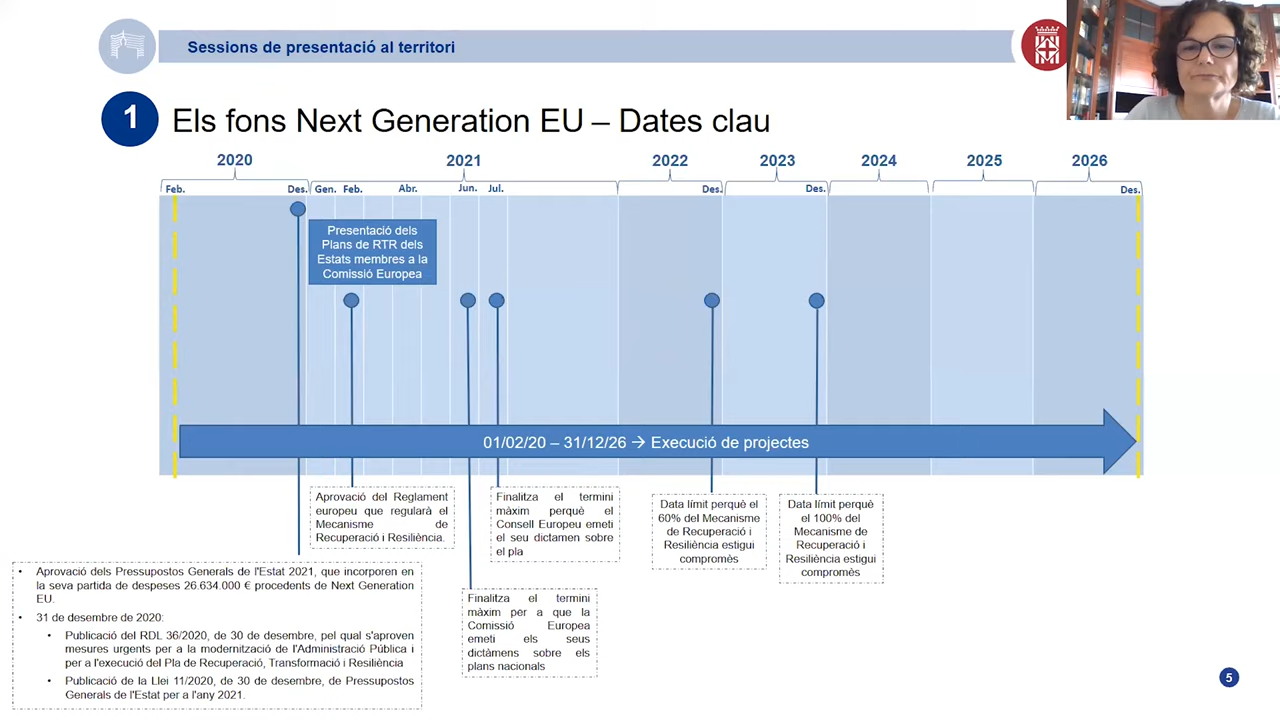 Sessions de presentació al territori
1
Els fons Next Generation EU – Dates clau
2020
2021
2022
2023
2024
2025
2026
Feb.
Des.
Gen.
Feb.
Abr.
Jun.
Jul.
Des.
Des.
Des.
Presentació dels
Plans de RTR dels
Estats membres a la
Comissió Europea
01/02/20 – 31/12/26 → Execució de projectes
Aprovació del Reglament
europeu que regularà el
Mecanisme de
Recuperació i Resiliència.
Finalitza el termini
màxim perquè el
Consell Europeu emeti
el seu dictamen sobre
el pla
Data límit perquè el
60% del Mecanisme
de Recuperació i
Resiliència estigui
compromès
Data límit perquè
el 100% del
Mecanisme de
Recuperació i
Resiliència estigui
compromès
• Aprovació dels Pressupostos Generals de l'Estat 2021, que incorporen en
la seva partida de despeses 26.634.000 € procedents de Next Generation
EU.
• 31 de desembre de 2020:
• Publicació del RDL 36/2020, de 30 de desembre, pel qual s'aproven
mesures urgents per a la modernització de l'Administració Pública i
per a l'execució del Pla de Recuperació, Transformació i Resiliència
• Publicació de la Llei 11/2020, de 30 de desembre, de Pressupostos
Generals de l'Estat per a l'any 2021.
Finalitza el termini
màxim per a que la
Comissió Europea
emeti els seus
dictàmens sobre els
plans nacionals
5